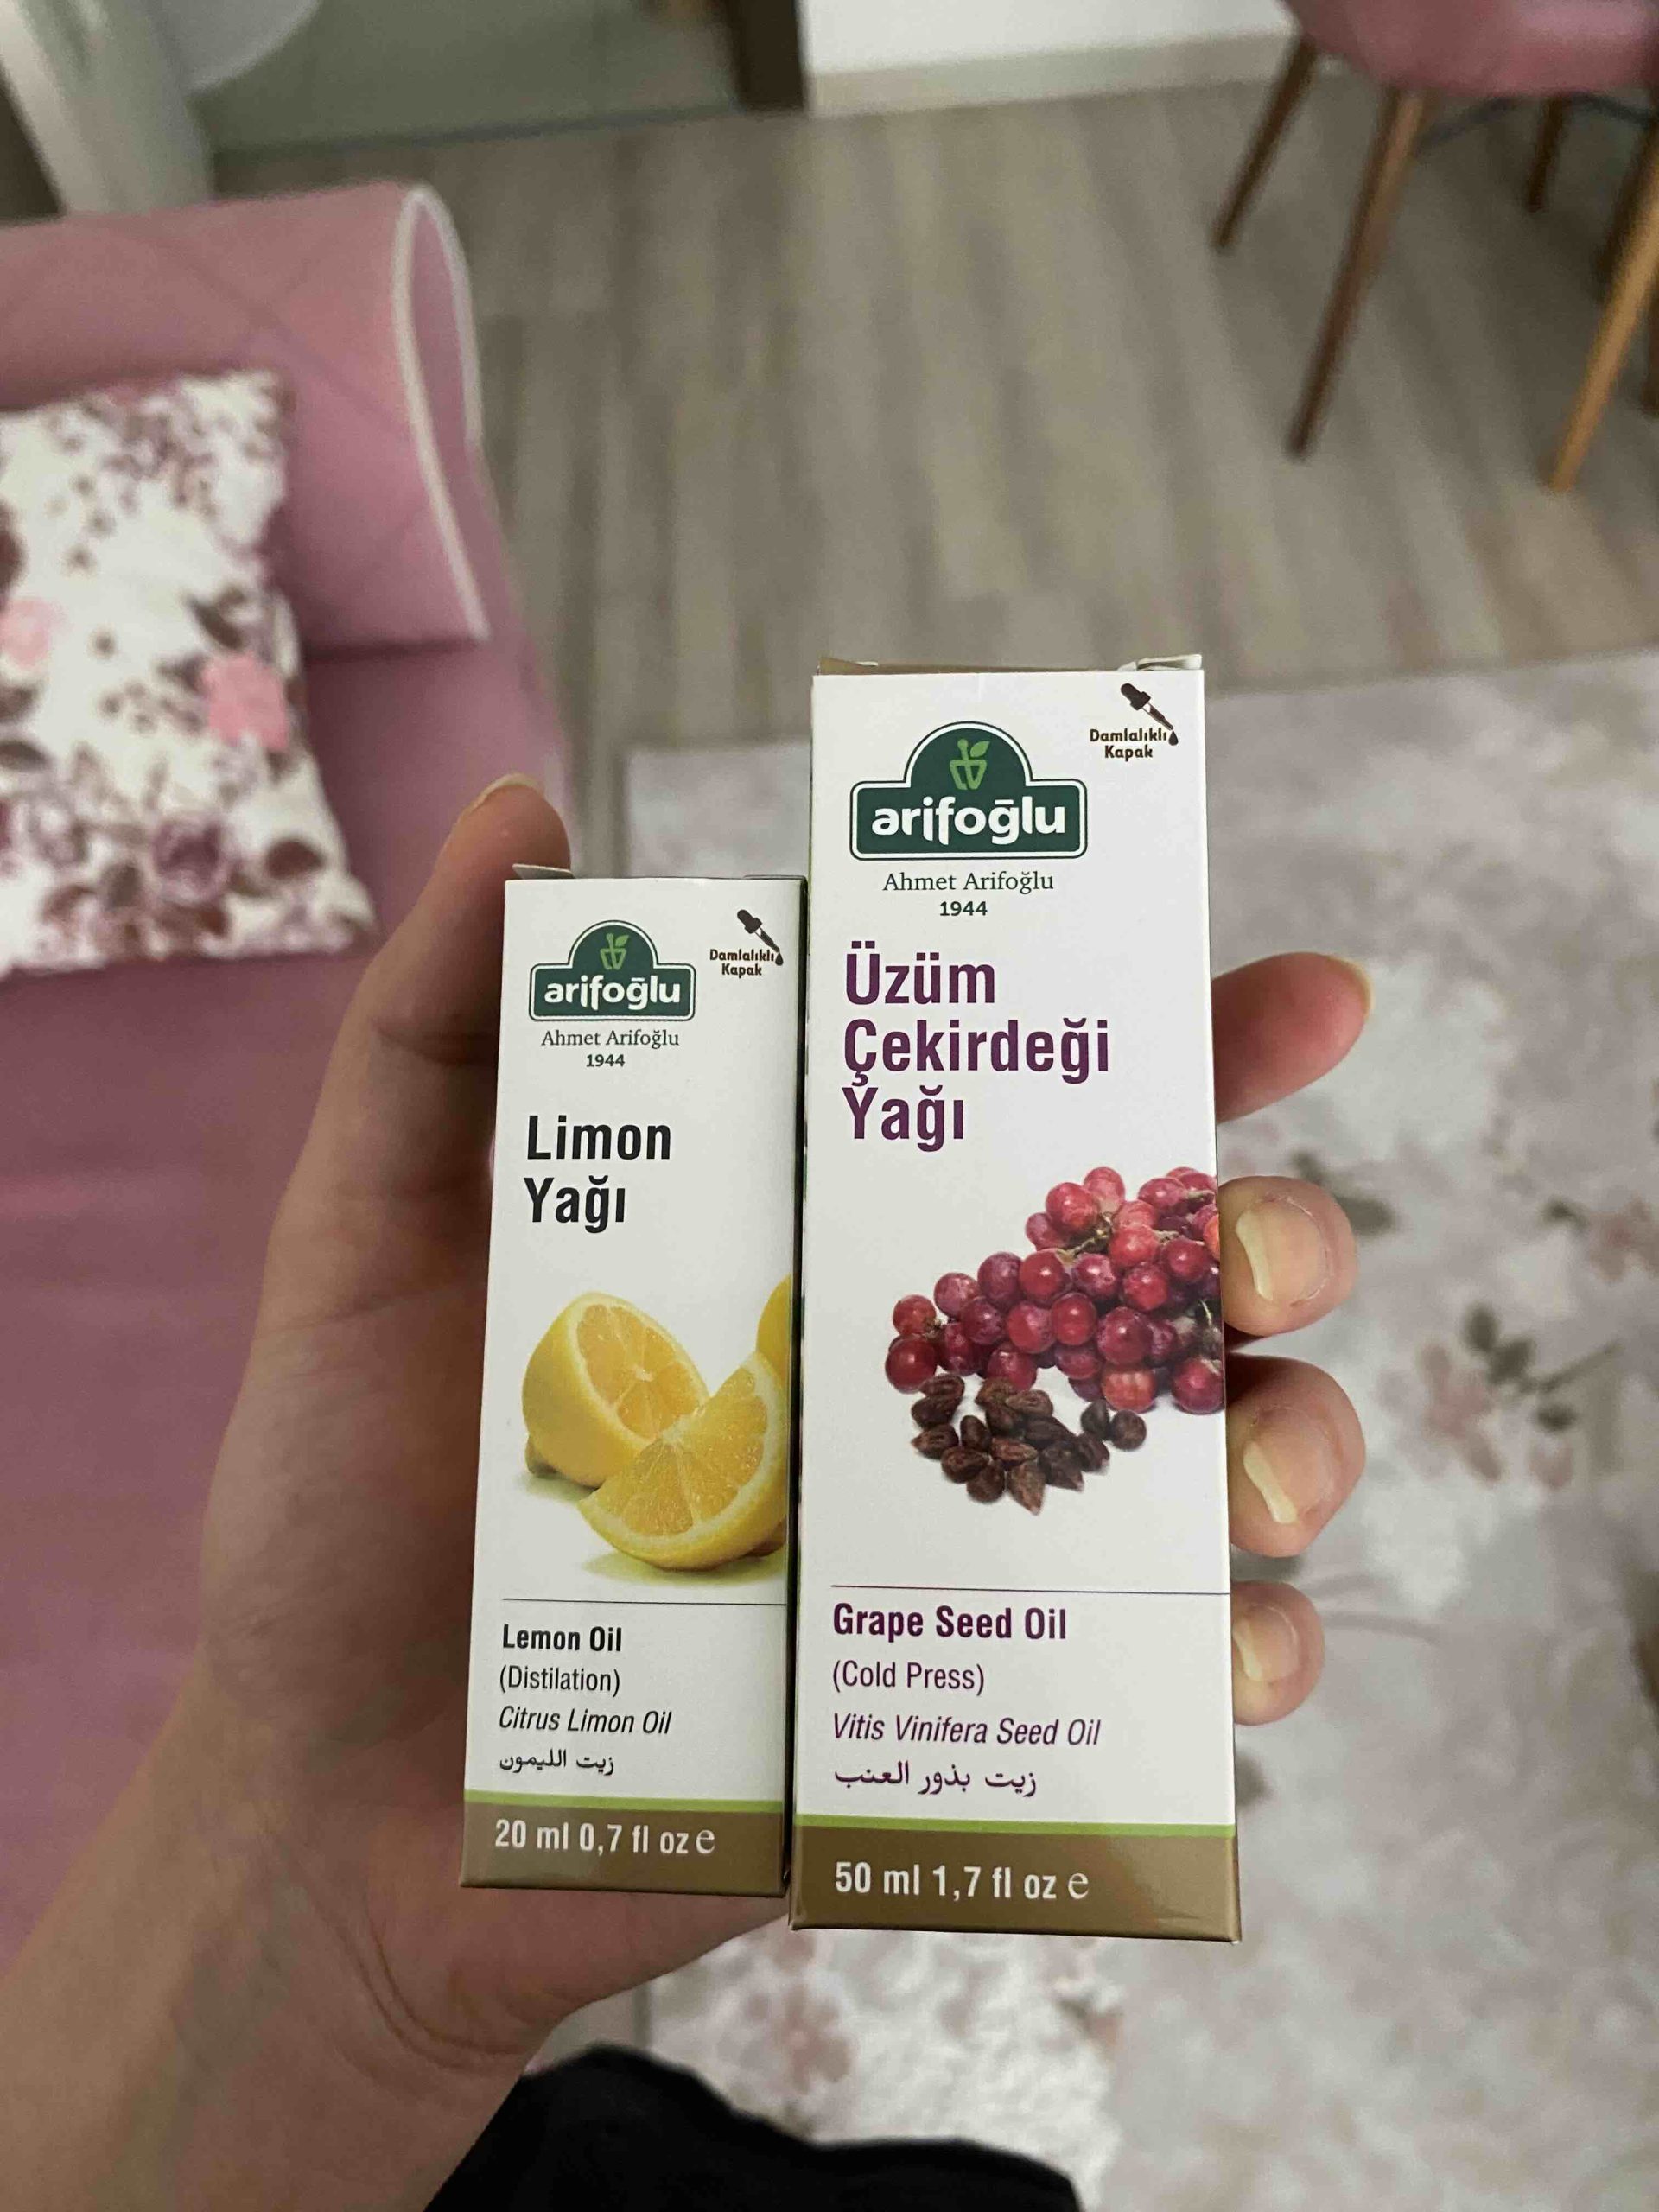 Damlalıklı
Kapak
arifoğlu
Ahmet Arifoğlu
1944
Limon
Yağı
Lemon Oil
(Distilation)
Citrus Limon Oil
زيت الليمون
20 ml 0,7 fl oz e
Damlalıklı
Kapak
arifoğlu
Ahmet Arifoğlu
1944
Üzüm
Çekirdeği
Yağı
Grape Seed Oil
(Cold Press)
Vitis Vinifera Seed Oil
زيت بذور العنب
50 ml 1,7 fl oz e